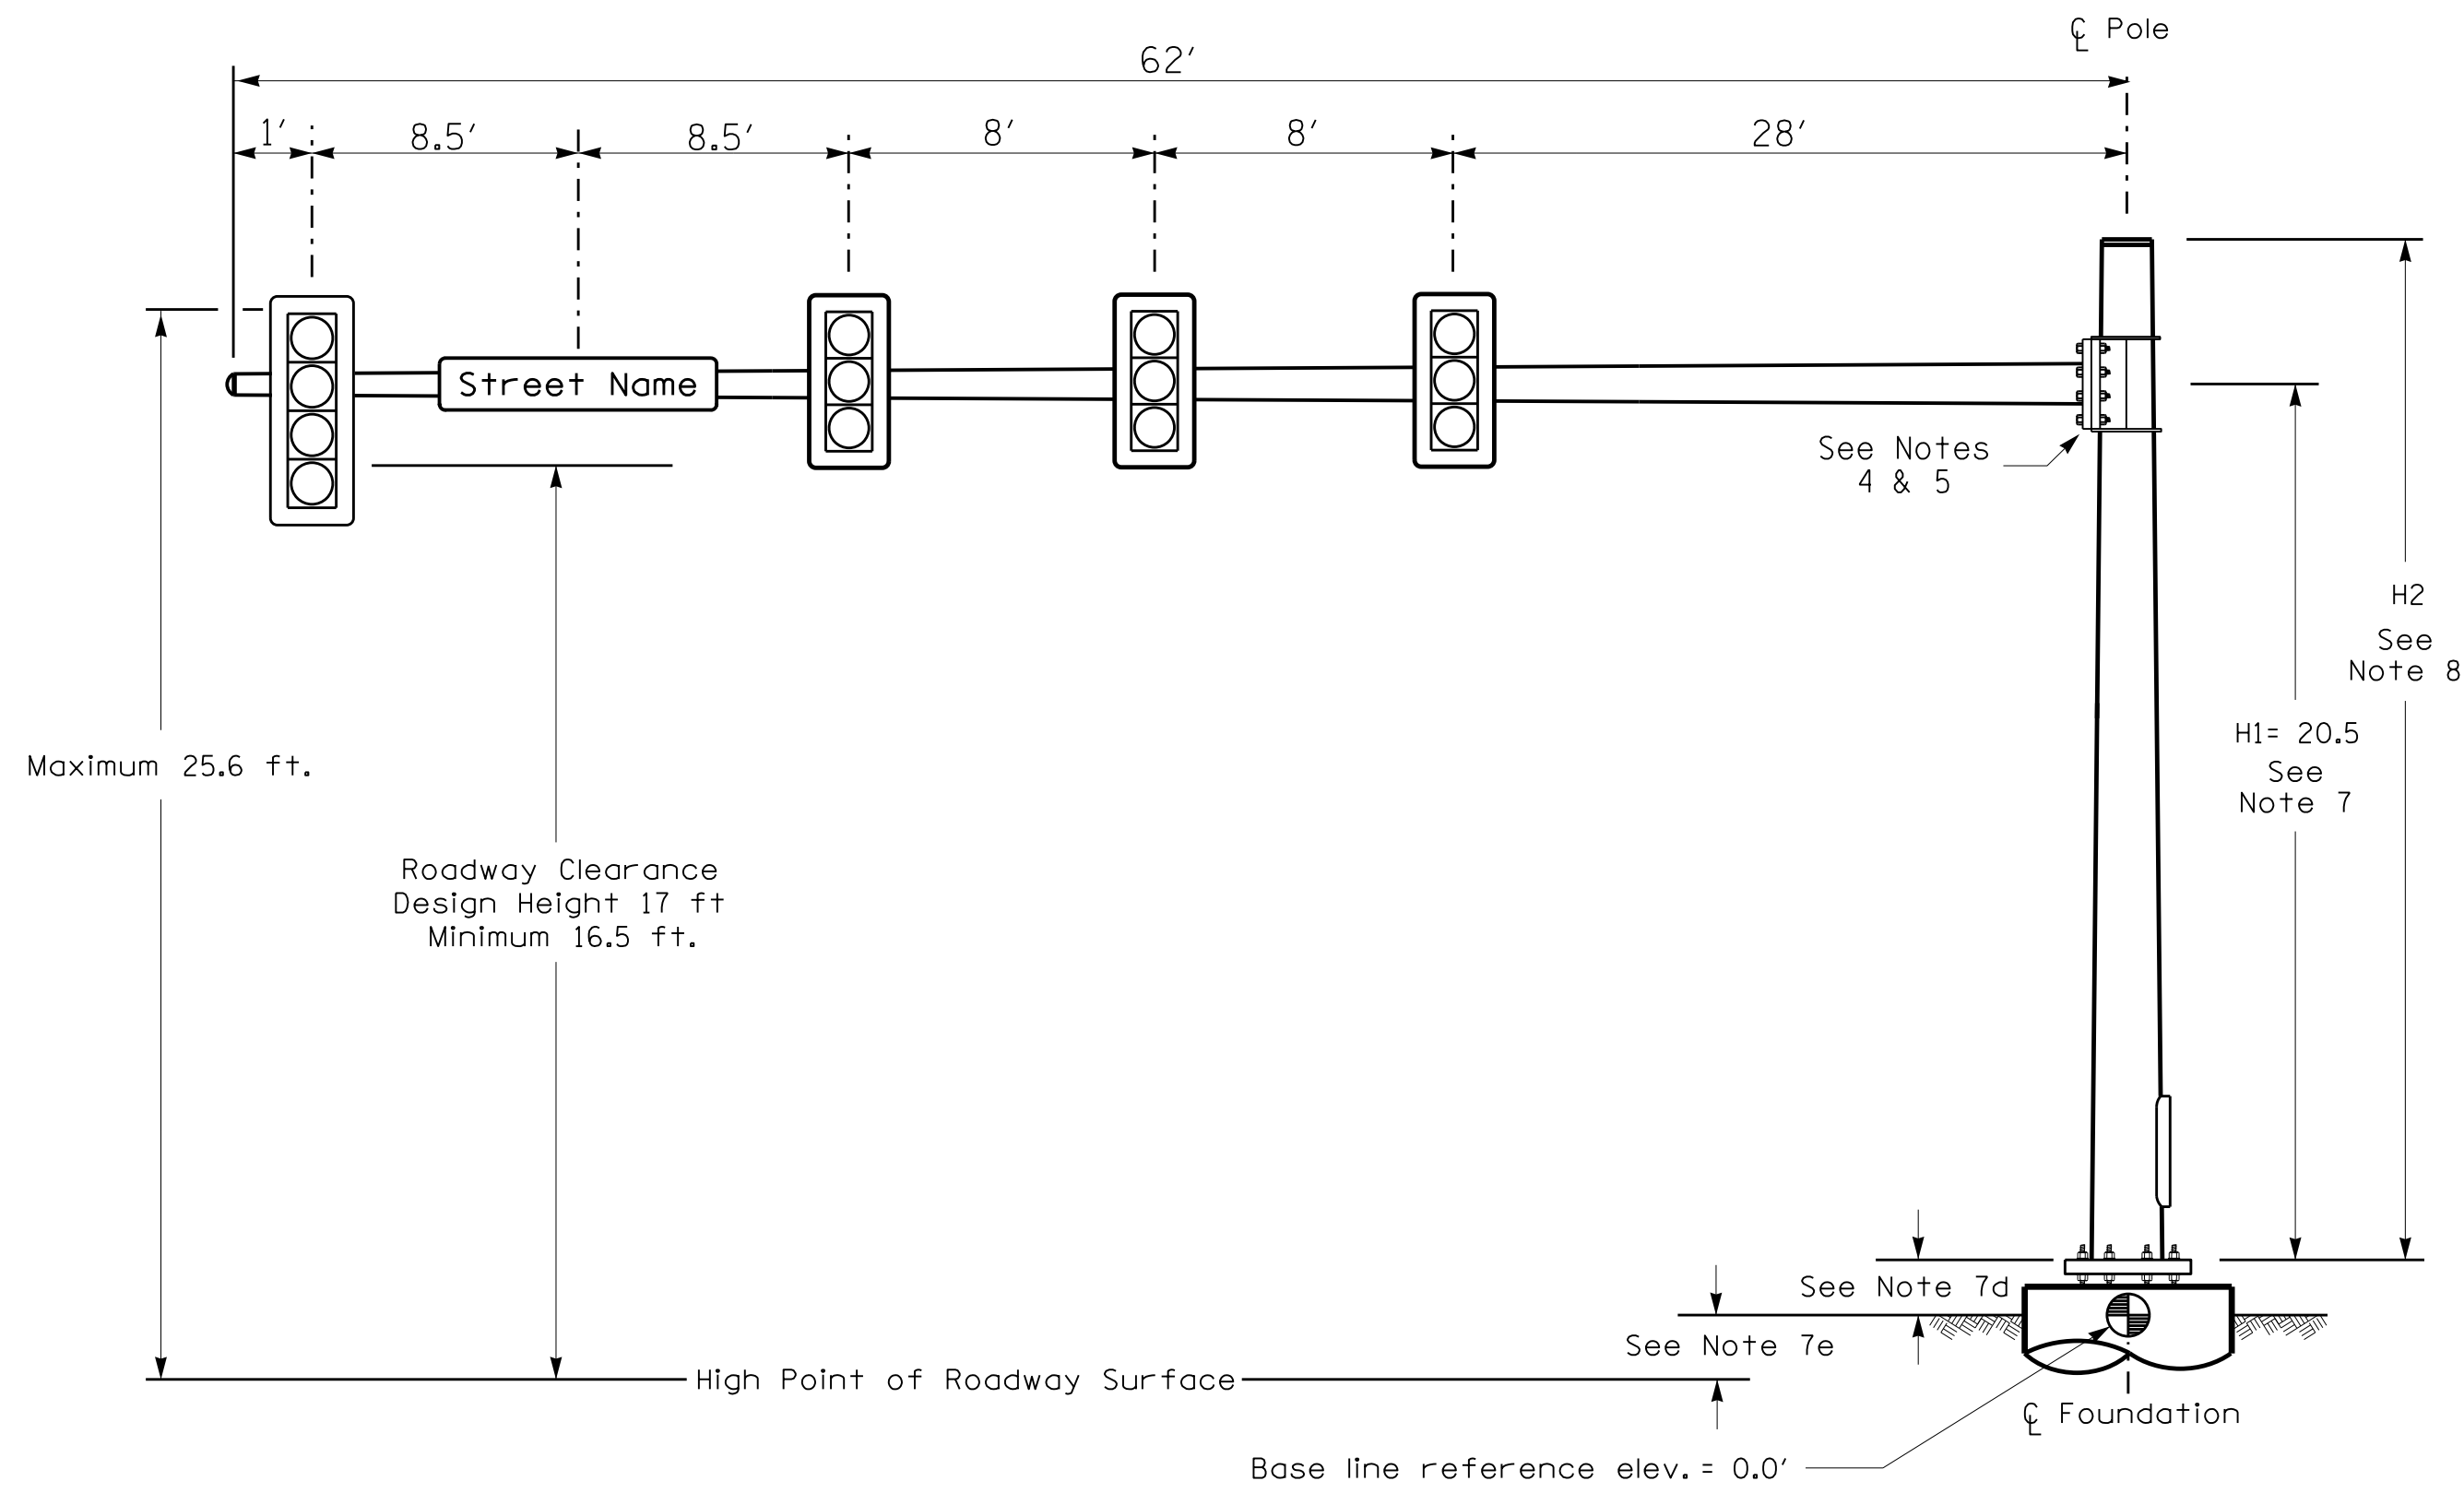 ℄ Pole
62'
1' 8.5' 8.5' 8' 8' 28'
Street Name
See Notes
4 & 5
H2
See
Note 8
H1= 20.5
See
Note 7
Maximum 25.6 ft.
Roadway Clearance
Design Height 17 ft
Minimum 16.5 ft.
See Note 7d
See Note 7e
High Point of Roadway Surface
℄ Foundation
Base line reference elev.= 0.0'